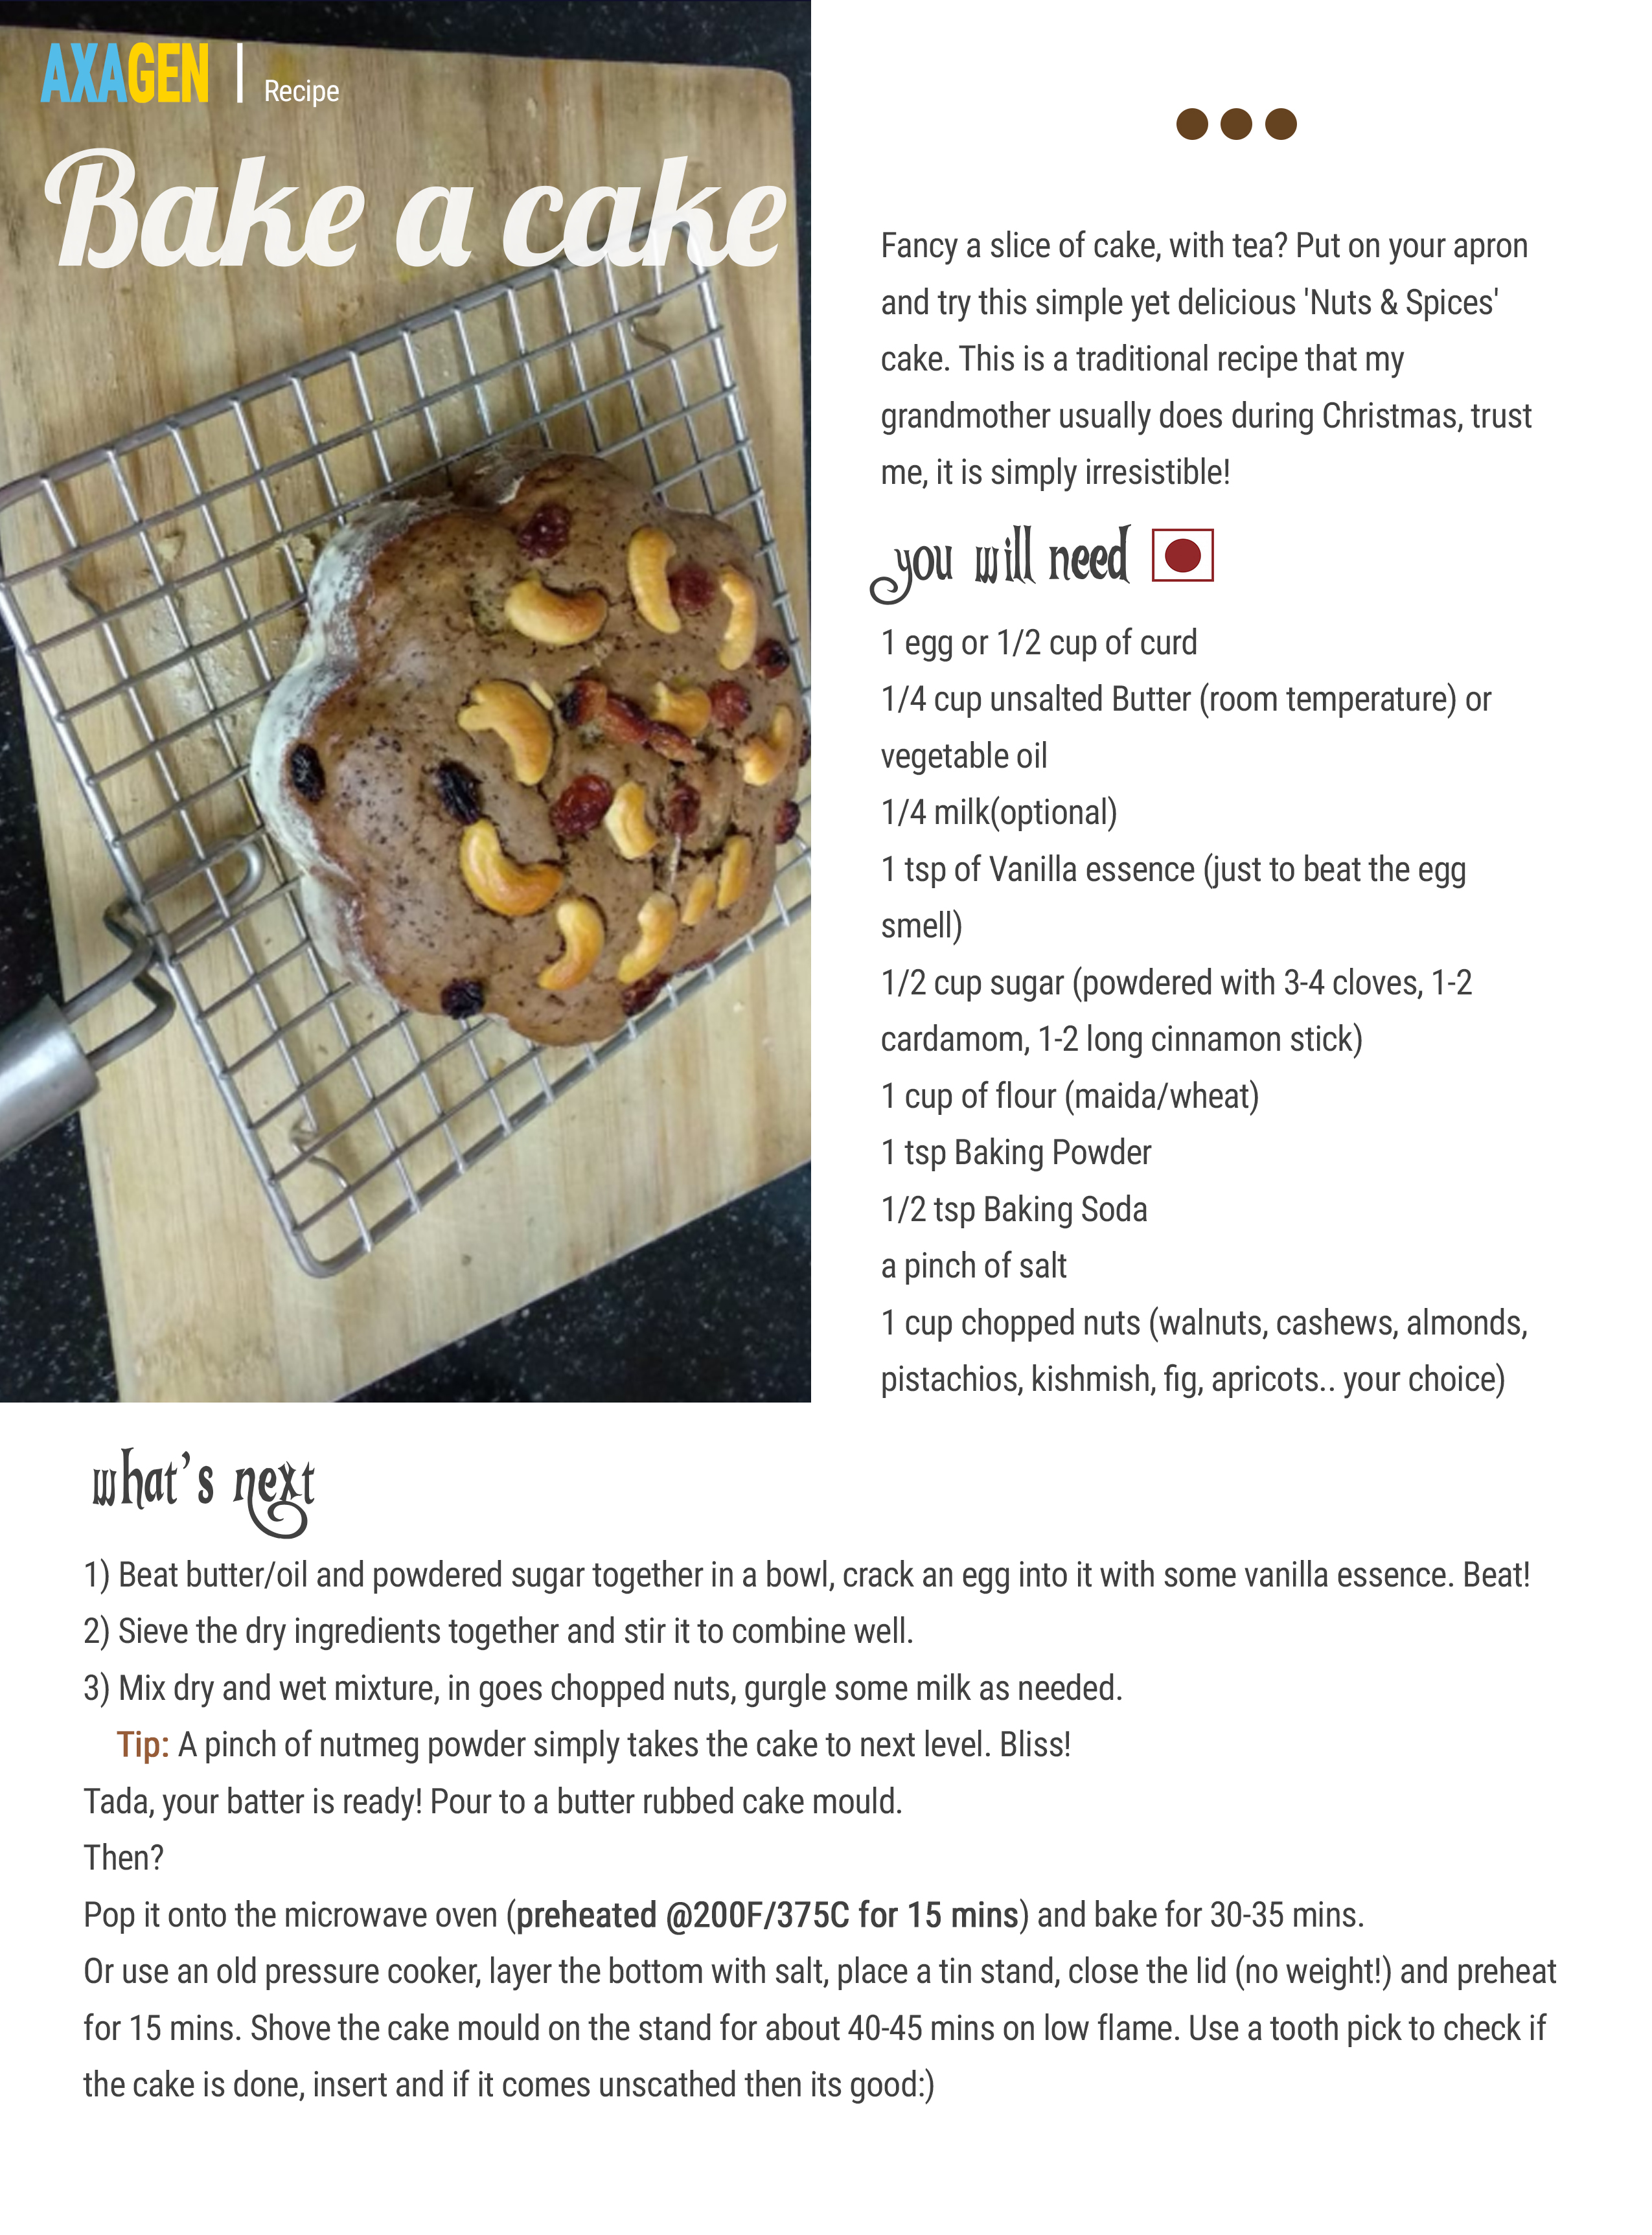 AXAGEN | Recipe
Bake a cake
Fancy a slice of cake, with tea? Put on your apron
and try this simple yet delicious 'Nuts & Spices'
cake. This is a traditional recipe that my
grandmother usually does during Christmas, trust
me, it is simply irresistible!
you will need
1 egg or 1/2 cup of curd
1/4 cup unsalted Butter (room temperature) or
vegetable oil
1/4 milk(optional)
1 tsp of Vanilla essence (just to beat the egg
smell)
1/2 cup sugar (powdered with 3-4 cloves, 1-2
cardamom, 1-2 long cinnamon stick)
1 cup of flour (maida/wheat)
1 tsp Baking Powder
1/2 tsp Baking Soda
a pinch of salt
1 cup chopped nuts (walnuts, cashews, almonds,
pistachios, kishmish, fig, apricots.. your choice)
what's next
1) Beat butter/oil and powdered sugar together in a bowl, crack an egg into it with some vanilla essence. Beat!
2) Sieve the dry ingredients together and stir it to combine well.
3) Mix dry and wet mixture, in goes chopped nuts, gurgle some milk as needed.
Tip: A pinch of nutmeg powder simply takes the cake to next level. Bliss!
Tada, your batter is ready! Pour to a butter rubbed cake mould.
Then?
Pop it onto the microwave oven (preheated @200F/375C for 15 mins) and bake for 30-35 mins.
Or use an old pressure cooker, layer the bottom with salt, place a tin stand, close the lid (no weight!) and preheat
for 15 mins. Shove the cake mould on the stand for about 40-45 mins on low flame. Use a tooth pick to check if
the cake is done, insert and if it comes unscathed then its good:)